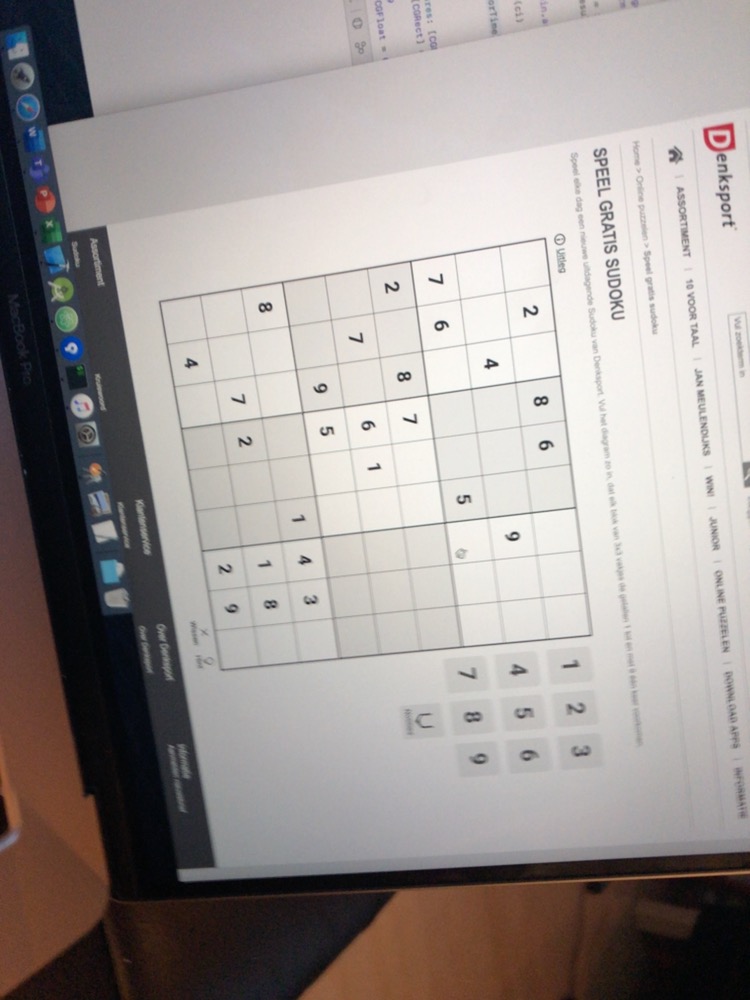 Denksport
Vul zoekterm in
ASSORTIMENT | 10 VOOR TAAL | JAN MEULENDIJKS | WIN! | JUNIOR | ONLINE PUZZELEN | DOWNLOAD APPS | INFORMATIE
Home > Online puzzelen > Speel gratis sudoku
SPEEL GRATIS SUDOKU
Speel elke dag een nieuwe uitdagende Sudoku van Denksport. Vul het diagram zo in, dat elk blok van 3x3 vakjes de getallen 1 tot en met 9 één keer voorkomen.
Uitleg
2 8 6
4 9
7 6 5
2 8 7
7 6 1
9 5
8 1 4 3
7 2 1 8
4 2 9
1 2 3
4 5 6
7 8 9
Wissen Hint
Assortiment Klantenservice Over Denksport Informatie
Sudoku Klantenservice Over Denksport
MacBook Pro